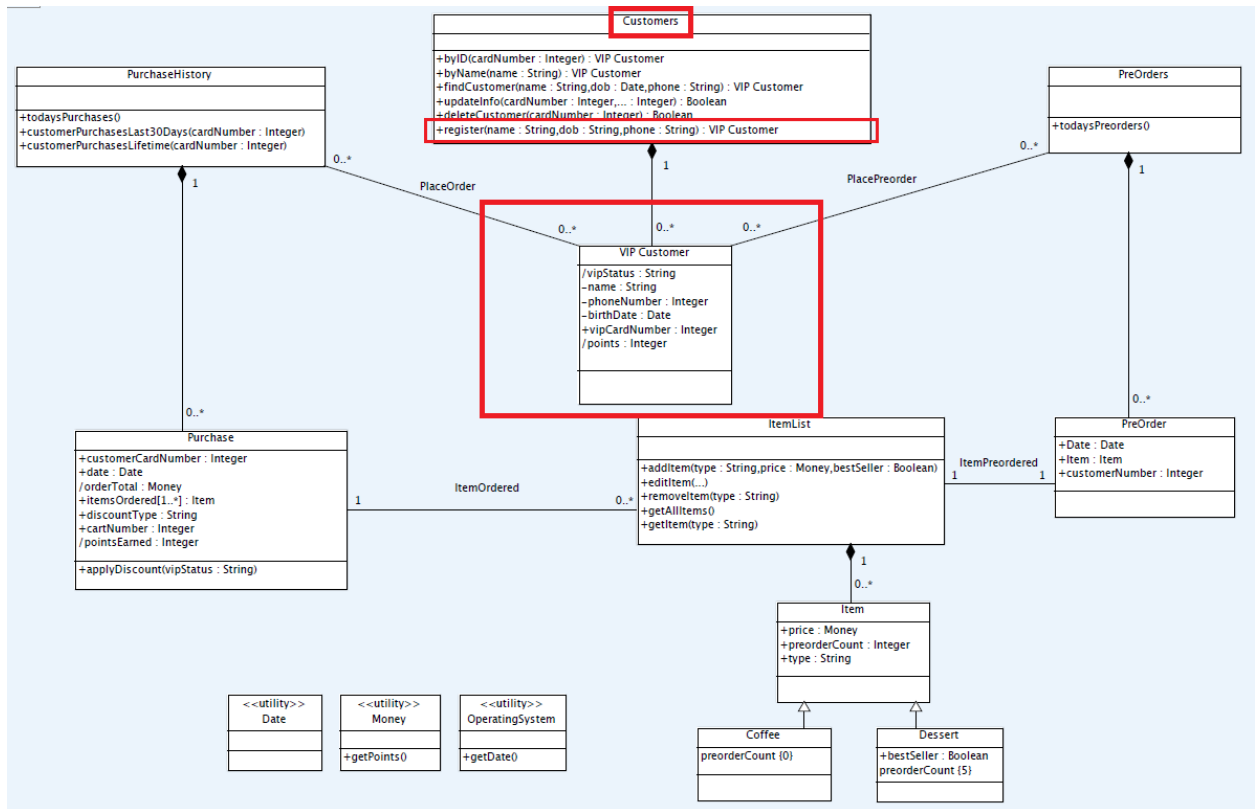 Customers
+byID(cardNumber : Integer) : VIP Customer
+byName(name : String) : VIP Customer
+findCustomer(name : String,dob : Date,phone : String) : VIP Customer
+updateInfo(cardNumber : Integer,... : Integer) : Boolean
+deleteCustomer(cardNumber : Integer) : Boolean
+register(name : String,dob : String,phone : String) : VIP Customer
PurchaseHistory
+todaysPurchases()
+customerPurchasesLast30Days(cardNumber : Integer)
+customerPurchasesLifetime(cardNumber : Integer)
PreOrders
+todaysPreorders()
0..*
1
PlaceOrder
0..*
1
0..*
PlacePreorder
0..*
0..*
1
VIP Customer
/vipStatus : String
-name : String
-phoneNumber : Integer
-birthDate : Date
+vipCardNumber : Integer
/points : Integer
0..*
0..*
Purchase
+customerCardNumber : Integer
+date : Date
/orderTotal : Money
+itemsOrdered[1..*] : Item
+discountType : String
+cartNumber : Integer
/pointsEarned : Integer
+applyDiscount(vipStatus : String)
1
ItemOrdered
0..*
ItemList
+addItem(type : String,price : Money,bestSeller : Boolean)
+editItem(...)
+removeItem(type : String)
+getAllItems()
+getItem(type : String)
ItemPreordered
1
1
PreOrder
+Date : Date
+Item : Item
+customerNumber : Integer
1
0..*
Item
+price : Money
+preorderCount : Integer
+type : String
<<utility>>
Date
<<utility>>
Money
+getPoints()
<<utility>>
OperatingSystem
+getDate()
Coffee
preorderCount {0}
Dessert
+bestSeller : Boolean
preorderCount {5}